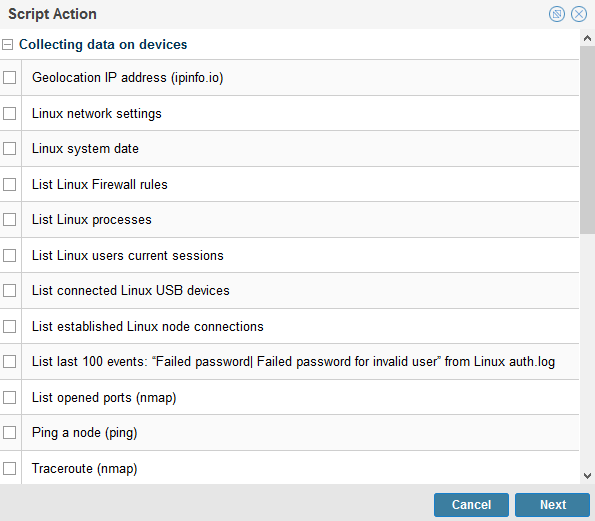 Script Action
Collecting data on devices
Geolocation IP address (ipinfo.io)
Linux network settings
Linux system date
List Linux Firewall rules
List Linux processes
List Linux users current sessions
List connected Linux USB devices
List established Linux node connections
List last 100 events: “Failed password| Failed password for invalid user” from Linux auth.log
List opened ports (nmap)
Ping a node (ping)
Traceroute (nmap)
Cancel Next